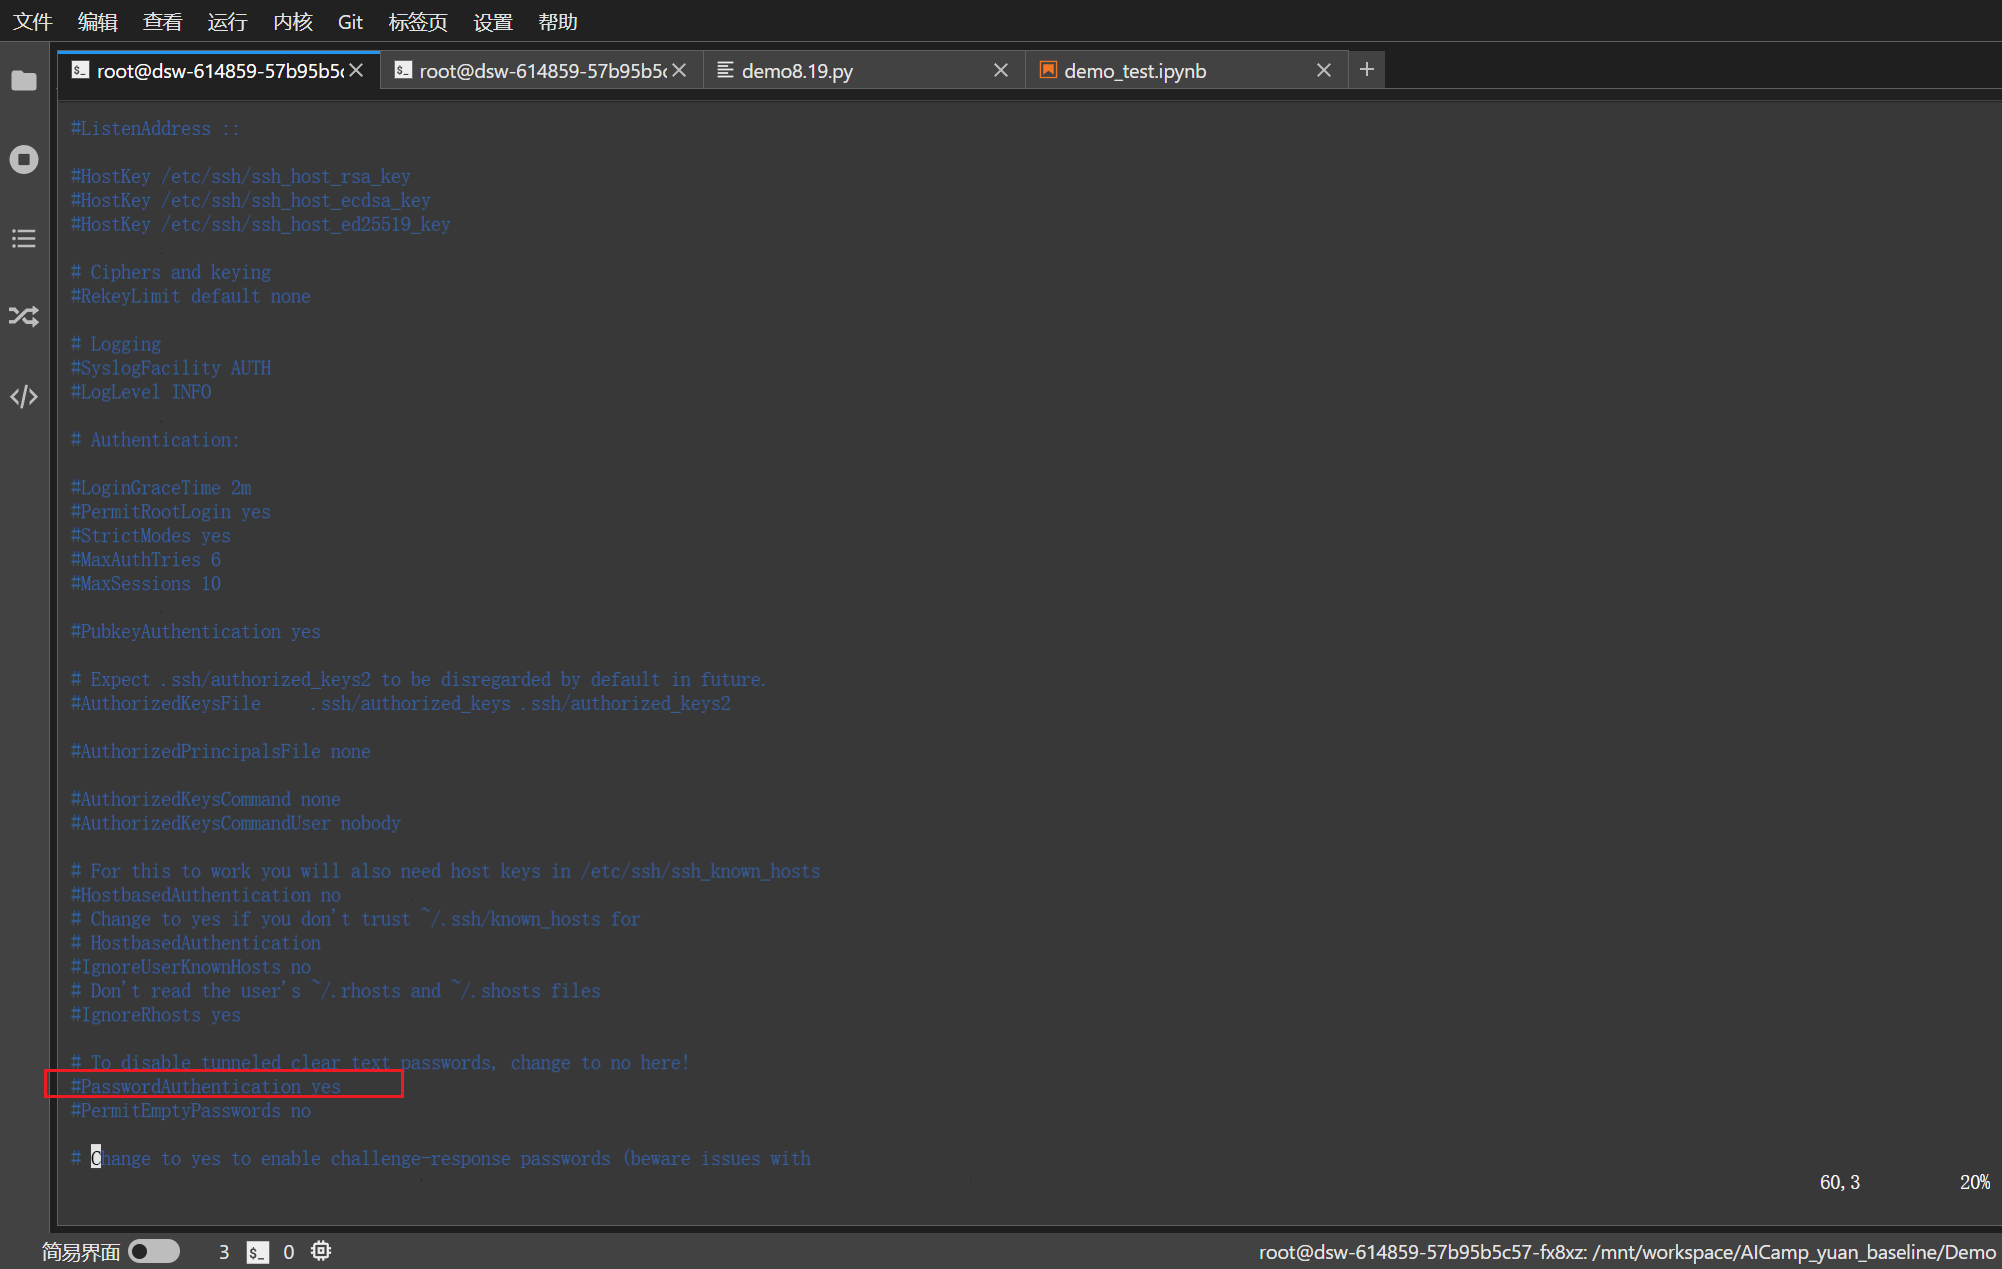 文件 编辑 查看 运行 内核 Git 标签页 设置 帮助
root@dsw-614859-57b95b5c root@dsw-614859-57b95b5c demo8.19.py demo_test.ipynb
#ListenAddress ::
#HostKey /etc/ssh/ssh_host_rsa_key
#HostKey /etc/ssh/ssh_host_ecdsa_key
#HostKey /etc/ssh/ssh_host_ed25519_key
# Ciphers and keying
#RekeyLimit default none
# Logging
#SyslogFacility AUTH
#LogLevel INFO
# Authentication:
#LoginGraceTime 2m
#PermitRootLogin yes
#StrictModes yes
#MaxAuthTries 6
#MaxSessions 10
#PubkeyAuthentication yes
# Expect .ssh/authorized_keys2 to be disregarded by default in future.
#AuthorizedKeysFile .ssh/authorized_keys .ssh/authorized_keys2
#AuthorizedPrincipalsFile none
#AuthorizedKeysCommand none
#AuthorizedKeysCommandUser nobody
# For this to work you will also need host keys in /etc/ssh/ssh_known_hosts
#HostbasedAuthentication no
# Change to yes if you don't trust ~/.ssh/known_hosts for
# HostbasedAuthentication
#IgnoreUserKnownHosts no
# Don't read the user's ~/.rhosts and ~/.shosts files
#IgnoreRhosts yes
# To disable tunneled clear text passwords, change to no here!
#PasswordAuthentication yes
#PermitEmptyPasswords no
# Change to yes to enable challenge-response passwords (beware issues with
60,3 20%
简易界面 3 $_ 0 root@dsw-614859-57b95b5c57-fx8xz: /mnt/workspace/AICamp_yuan_baseline/Demo